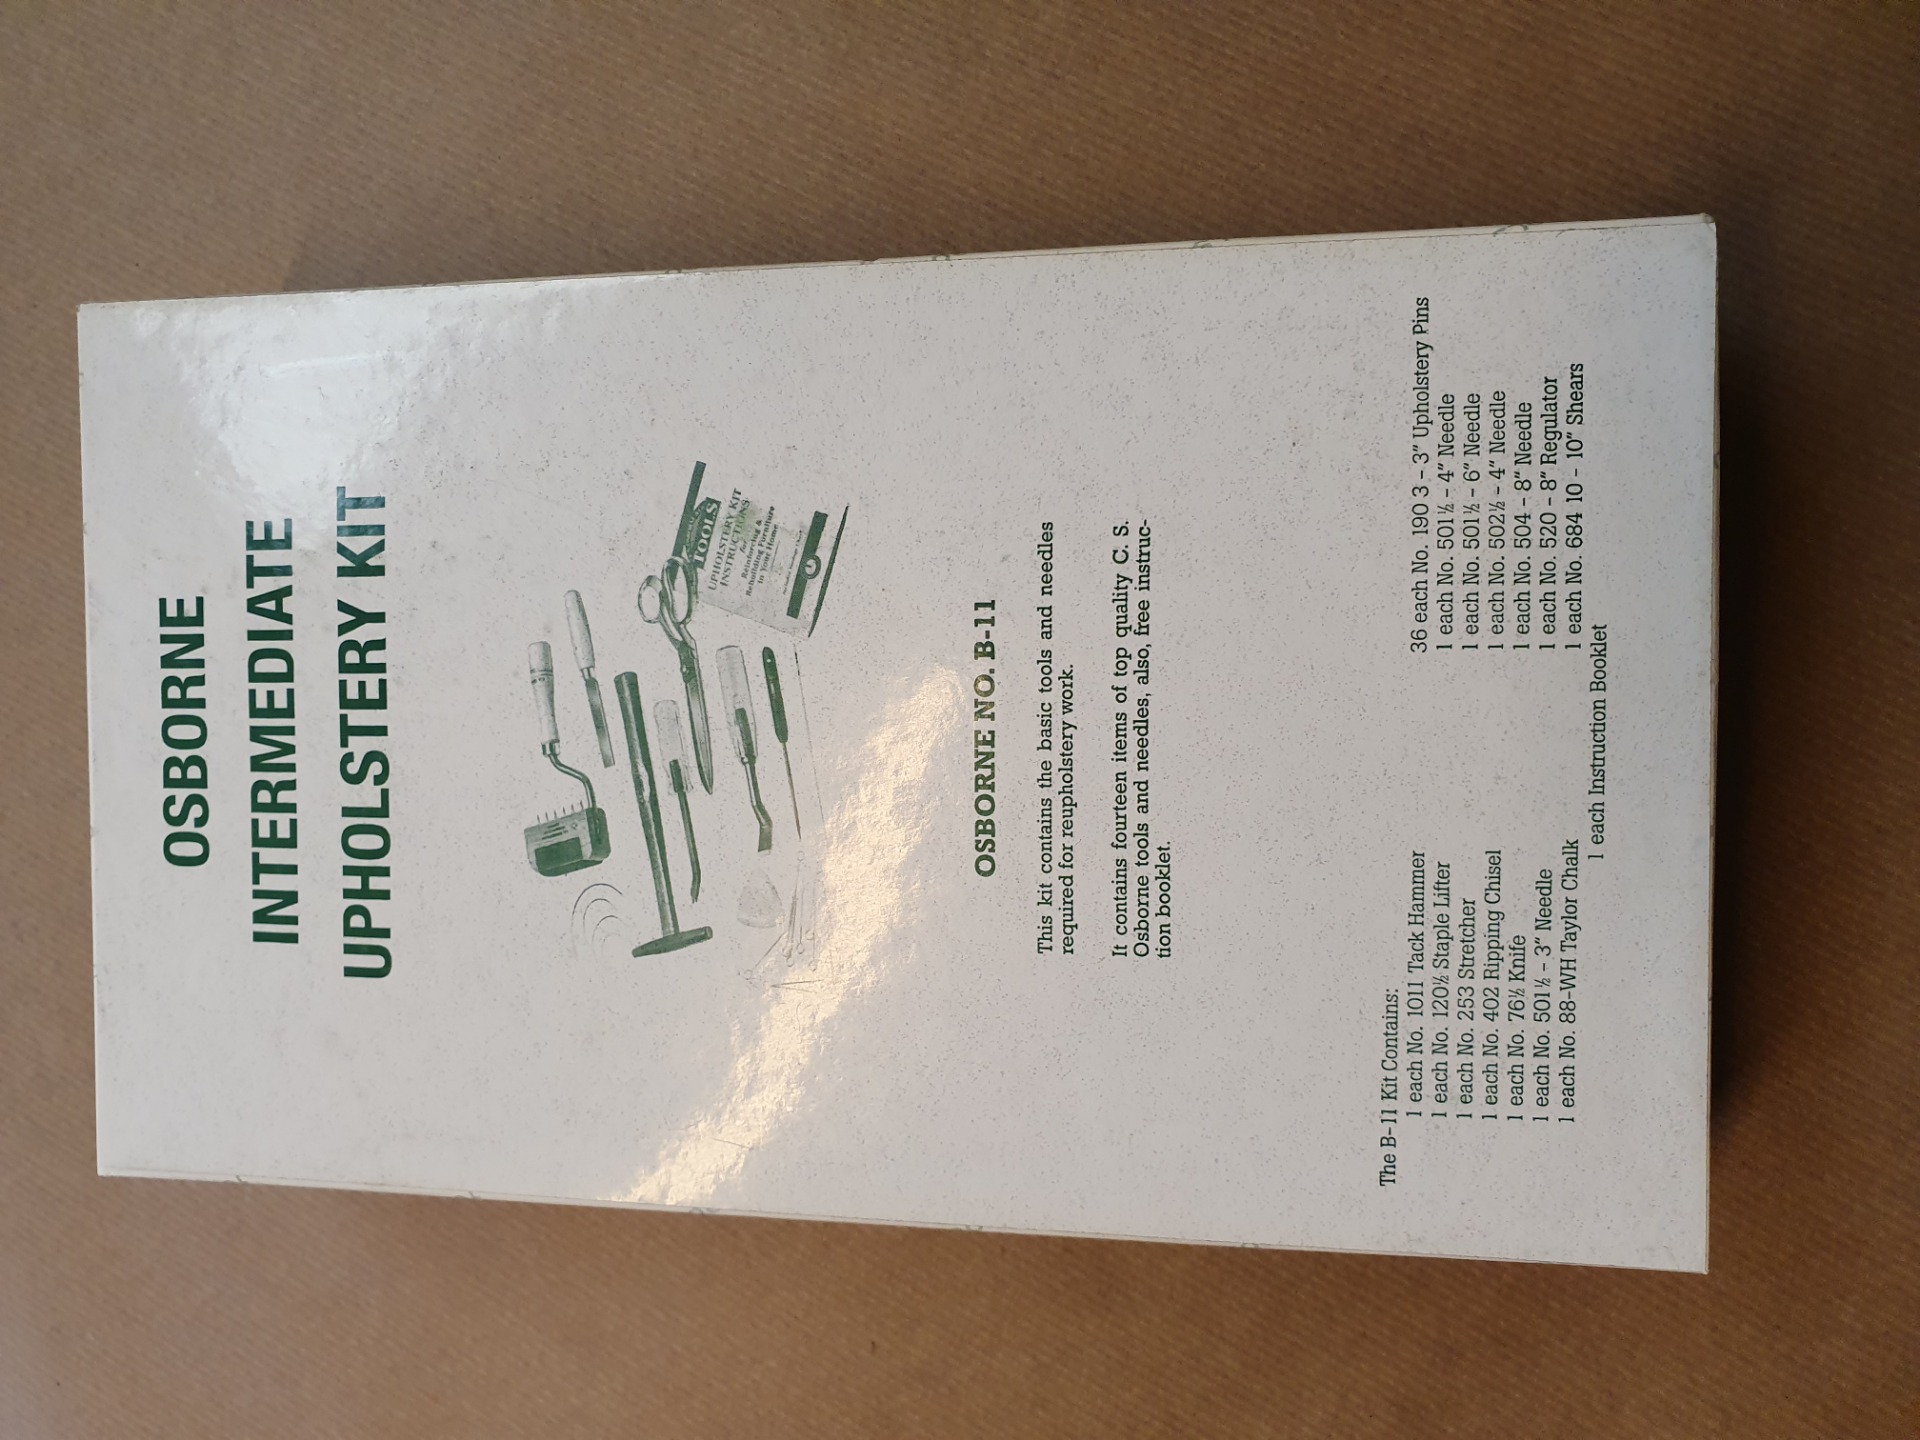 OSBORNE
INTERMEDIATE
UPHOLSTERY KIT
TOOLS
UPHOLSTERY KIT
INSTRUCTIONS
for
Recovering &
Rebuilding Furniture
in Your Home
OSBORNE NO. B-11
This kit contains the basic tools and needles
required for reupholstery work.
It contains fourteen items of top quality C. S.
Osborne tools and needles, also, free instruc-
tion booklet.
The B-11 Kit Contains:
1 each No. 1011 Tack Hammer
1 each No. 120½ Staple Lifter
1 each No. 253 Stretcher
1 each No. 402 Ripping Chisel
1 each No. 76½ Knife
1 each No. 501½ - 3" Needle
1 each No. 88-WH Taylor Chalk
36 each No. 190 3 - 3" Upholstery Pins
1 each No. 501½ - 4" Needle
1 each No. 501½ - 6" Needle
1 each No. 502½ - 4" Needle
1 each No. 504 - 8" Needle
1 each No. 520 - 8" Regulator
1 each No. 684 10 - 10" Shears
1 each Instruction Booklet